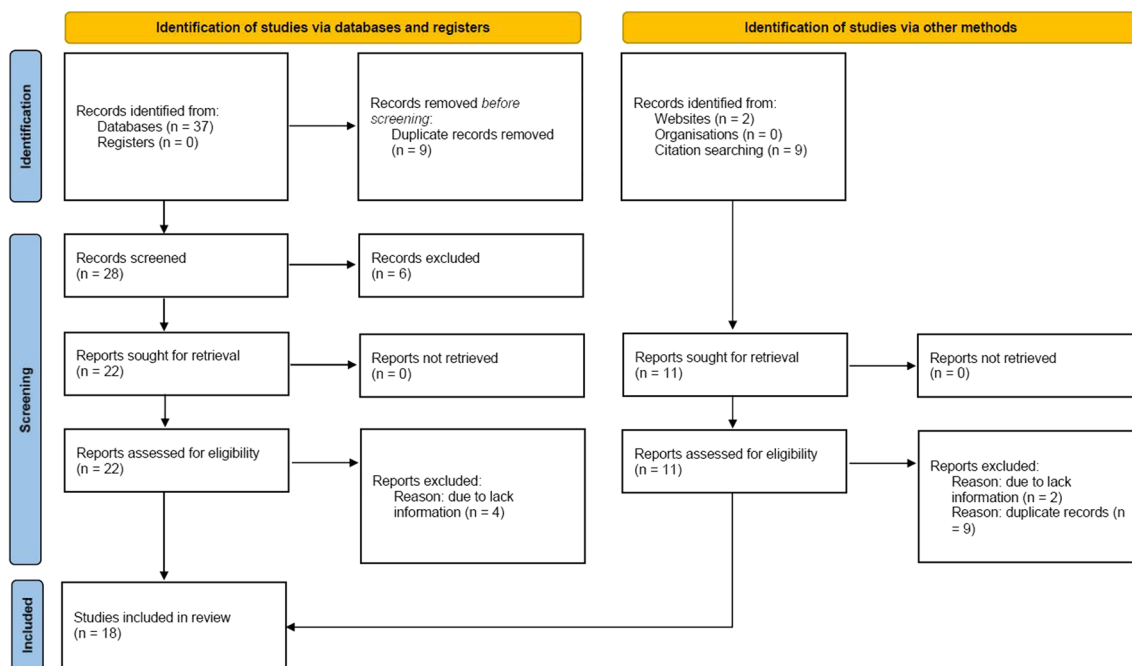 Identification of studies via databases and registers
Identification of studies via other methods
Identification
Records identified from:
Databases (n = 37)
Registers (n = 0)
Records removed before
screening:
Duplicate records removed
(n = 9)
Records identified from:
Websites (n = 2)
Organisations (n = 0)
Citation searching (n = 9)
Screening
Records screened
(n = 28)
Records excluded
(n = 6)
Reports sought for retrieval
(n = 22)
Reports not retrieved
(n = 0)
Reports sought for retrieval
(n = 11)
Reports not retrieved
(n = 0)
Reports assessed for eligibility
(n = 22)
Reports excluded:
Reason: due to lack
information (n = 4)
Reports assessed for eligibility
(n = 11)
Reports excluded:
Reason: due to lack
information (n = 2)
Reason: duplicate records (n
= 9)
Included
Studies included in review
(n = 18)